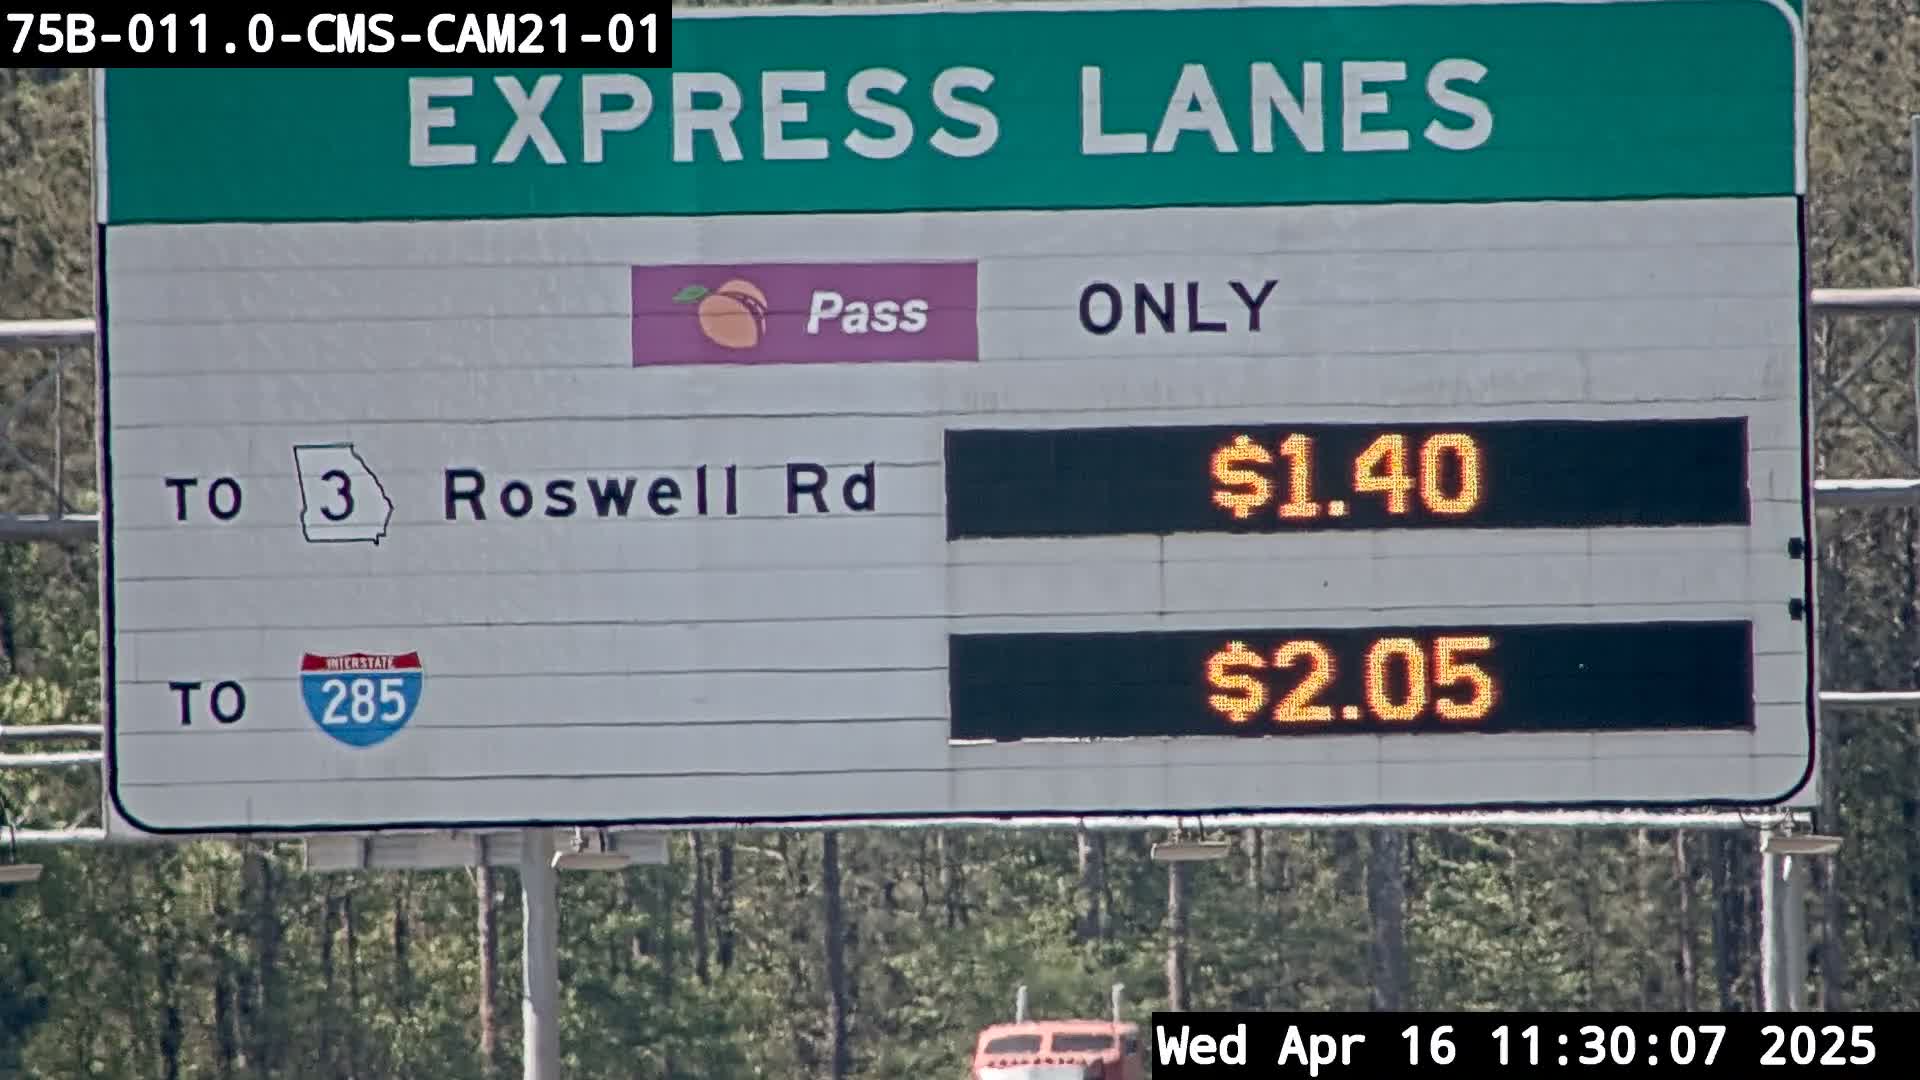 75B-011.0-CMS-CAM21-01
EXPRESS LANES
Pass ONLY
TO 3 Roswell Rd $1.40
INTERSTATE
TO 285 $2.05
Wed Apr 16 11:30:07 2025